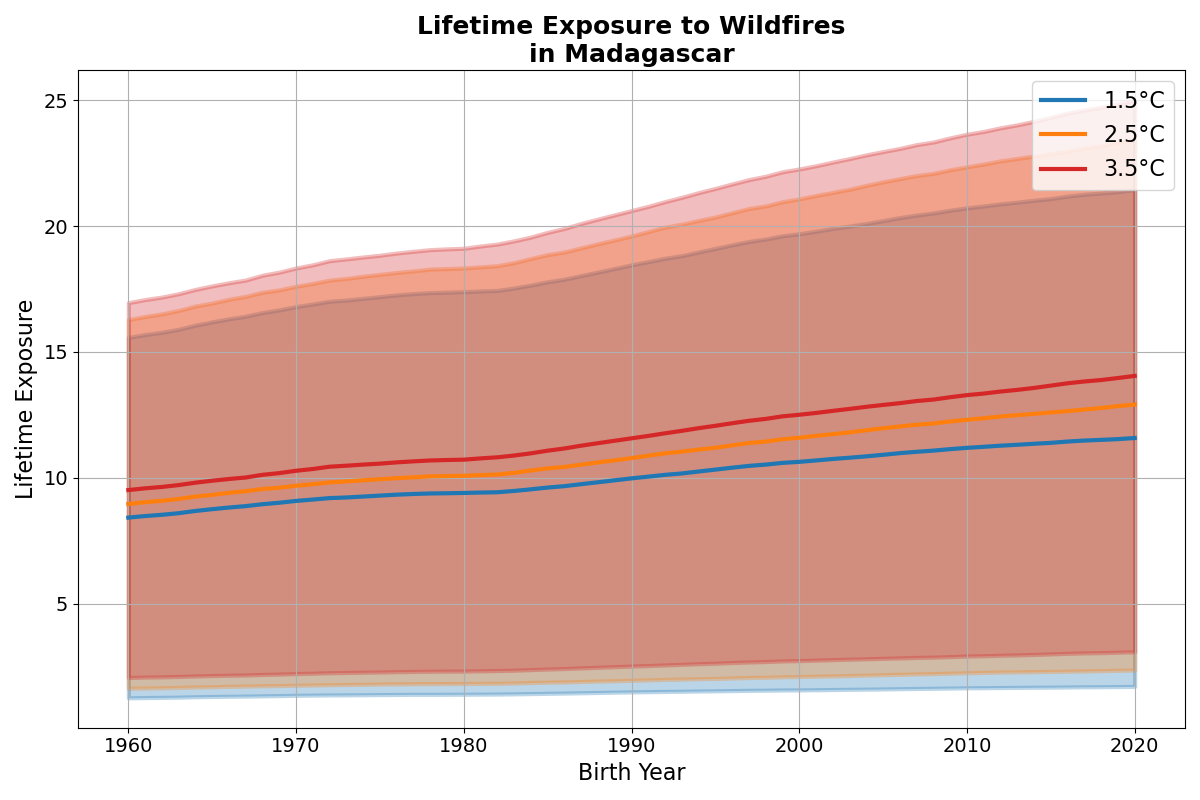 Lifetime Exposure to Wildfires
in Madagascar
Lifetime Exposure
25
20
15
10
5
1.5°C
2.5°C
3.5°C
1960
1970
1980
1990
2000
2010
2020
Birth Year